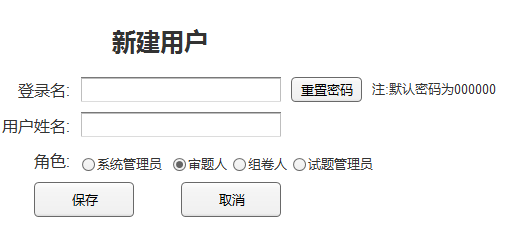 新建用户
登录名: 重置密码 注:默认密码为000000
用户姓名:
角色: 系统管理员 审题人 组卷人 试题管理员
保存 取消